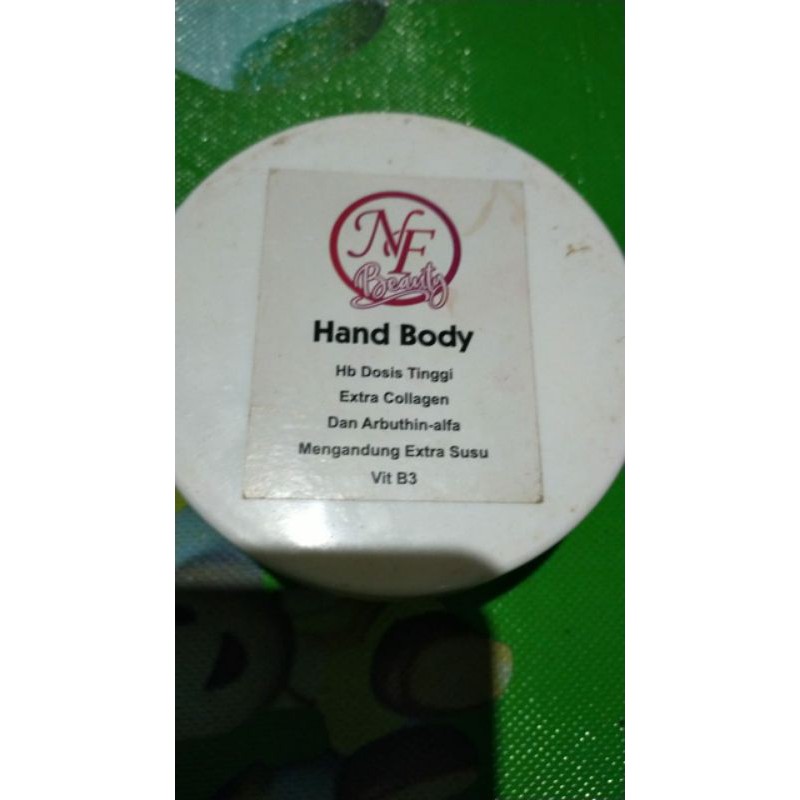 NF
Beauty
Hand Body
Hb Dosis Tinggi
Extra Collagen
Dan Arbuthin-alfa
Mengandung Extra Susu
Vit B3